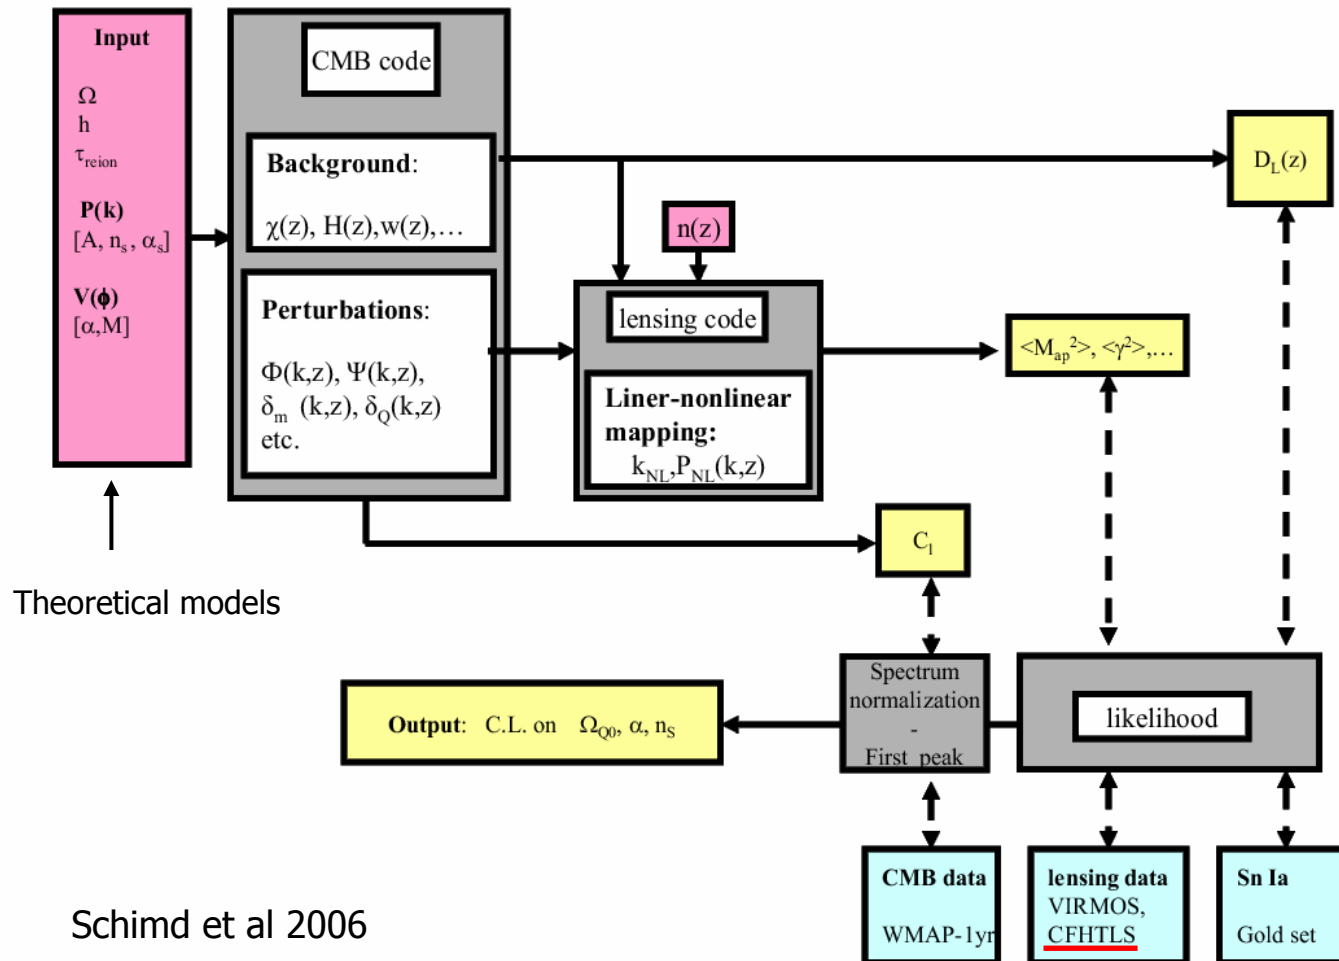 Input
Ω
h
τreion
P(k)
[A, ns, αs]
V(ϕ)
[α,M]
Theoretical models
CMB code
Background:
χ(z), H(z),w(z),...
Perturbations:
Φ(k,z), Ψ(k,z),
δm (k,z), δQ(k,z)
etc.
n(z)
lensing code
Liner-nonlinear
mapping:
kNL,PNL(k,z)
DL(z)
<Map²>, <γ²>,...
Cl
Spectrum
normalization
-
First peak
likelihood
Output: C.L. on ΩQ0, α, nS
CMB data
WMAP-1yr
lensing data
VIRMOS,
CFHTLS
Sn Ia
Gold set
Schimd et al 2006